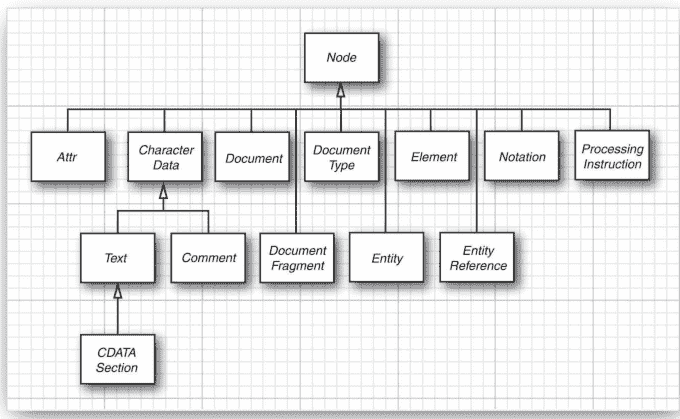 Node
Attr
Character
Data
Document
Document
Type
Element
Notation
Processing
Instruction
Text
Comment
Document
Fragment
Entity
Entity
Reference
CDATA
Section